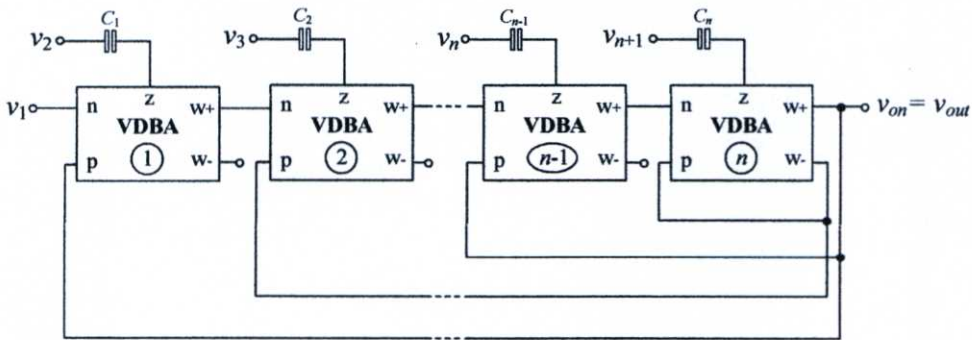 C1 C2 Cn-1 Cn
v2 v3 vn vn+1
n z w+ n z w+ n z w+ n z w+
v1 VDBA VDBA VDBA VDBA von = vout
p 1 w- p 2 w- p n-1 w- p n w-